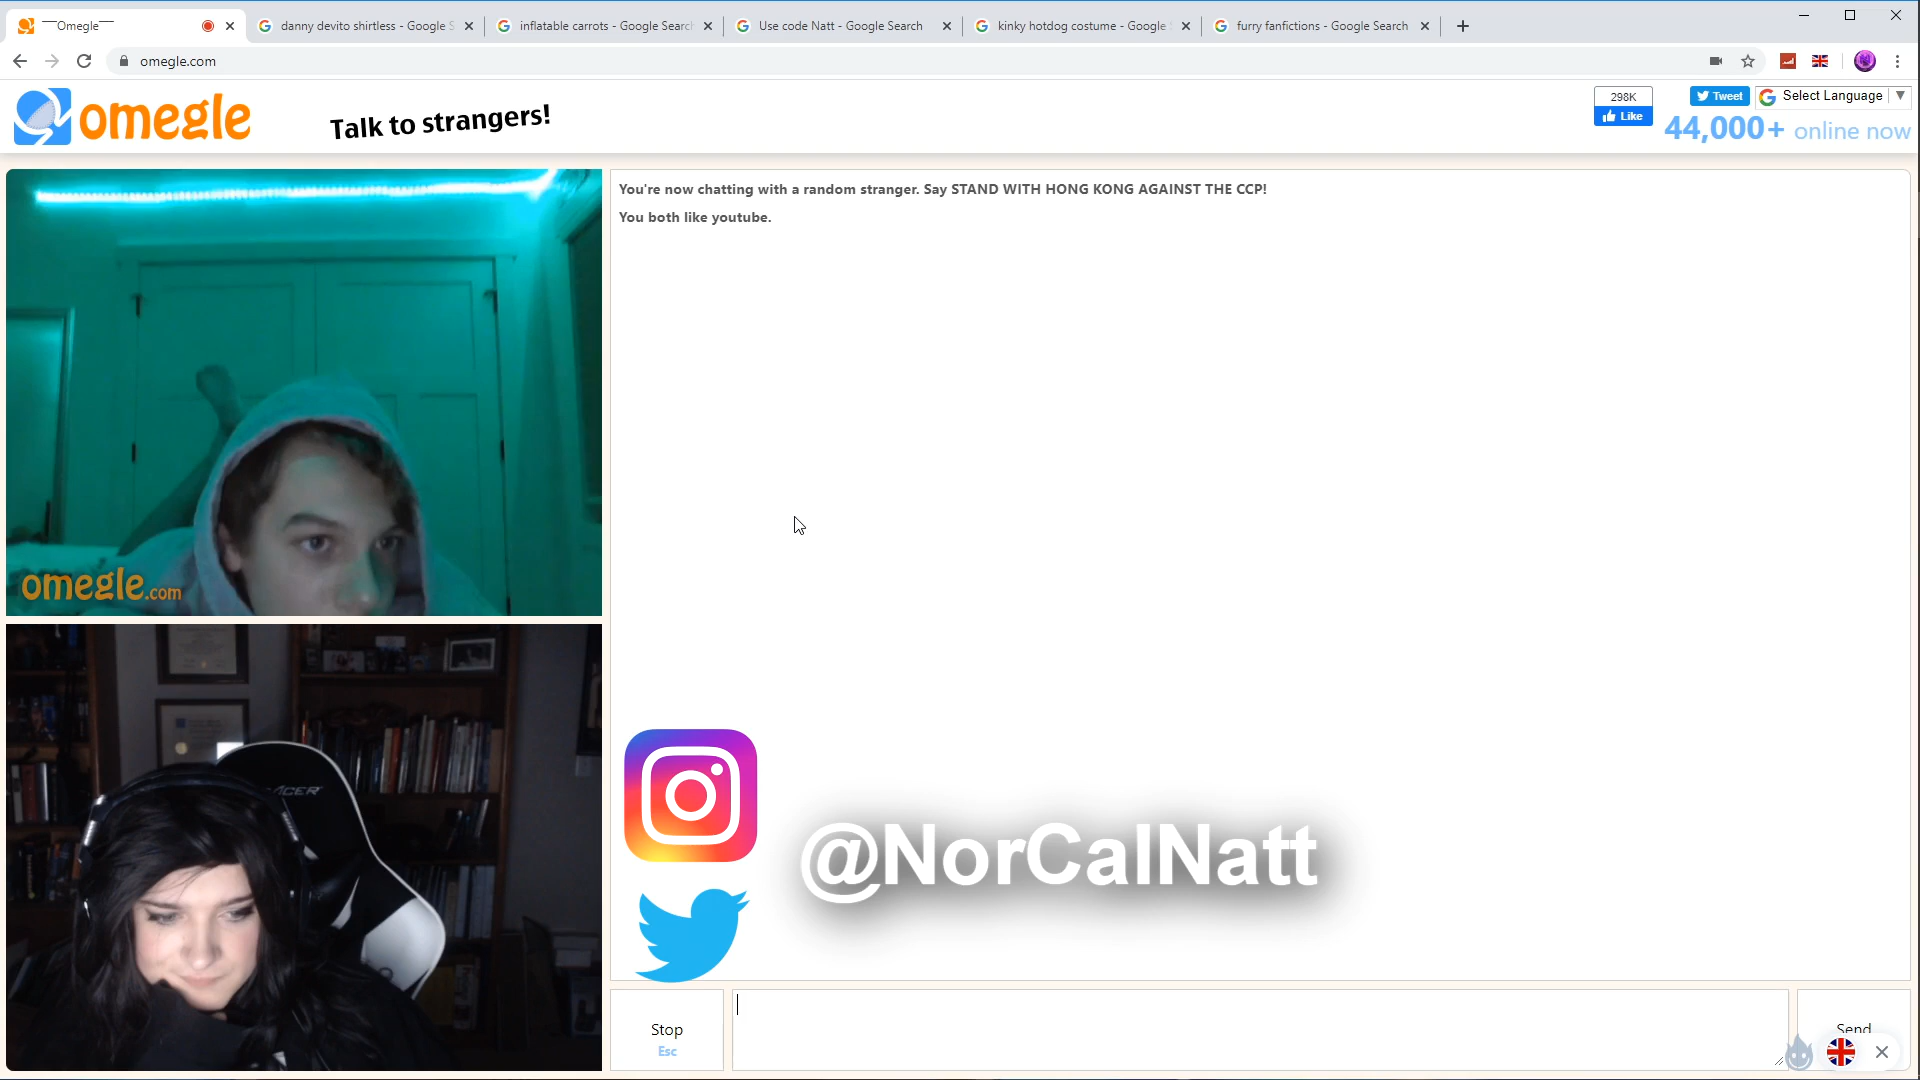 Omegle
danny devito shirtless - Google S
inflatable carrots - Google Search
Use code Natt - Google Search
kinky hotdog costume - Google
furry fanfictions - Google Search
omegle.com
omegle
Talk to strangers!
298K
Like
Tweet
Select Language
44,000+ online now
You're now chatting with a random stranger. Say STAND WITH HONG KONG AGAINST THE CCP!
You both like youtube.
omegle.com
@NorCalNatt
Stop
Esc
Send